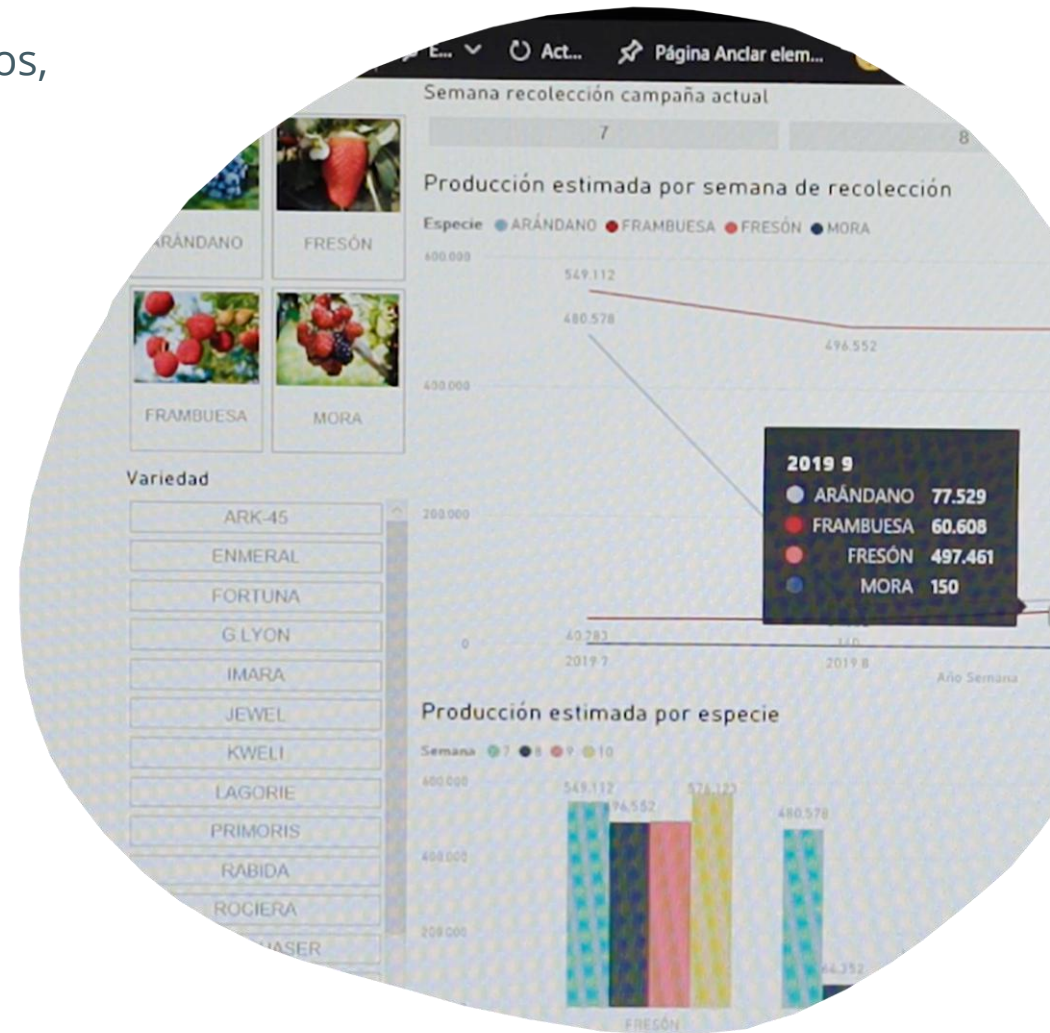 os,
E... Act... Página Anclar elem...
Semana recolección campaña actual
7 8
Producción estimada por semana de recolección
Especie ARÁNDANO FRAMBUESA FRESÓN MORA
ARÁNDANO FRESÓN
FRAMBUESA MORA
600.000
549.112
480.578
496.552
400.000
2019 9
ARÁNDANO 77.529
FRAMBUESA 60.608
FRESÓN 497.461
MORA 150
200.000
0
40.283
2019 7 2019 8
Año Semana
Variedad
ARK-45
ENMERAL
FORTUNA
G.LYON
IMARA
JEWEL
KWELI
LAGORIE
PRIMORIS
RABIDA
ROCIERA
Producción estimada por especie
Semana 7 8 9 10
600.000
549.112 96.552 576.123
480.578
400.000
200.000
FRESÓN